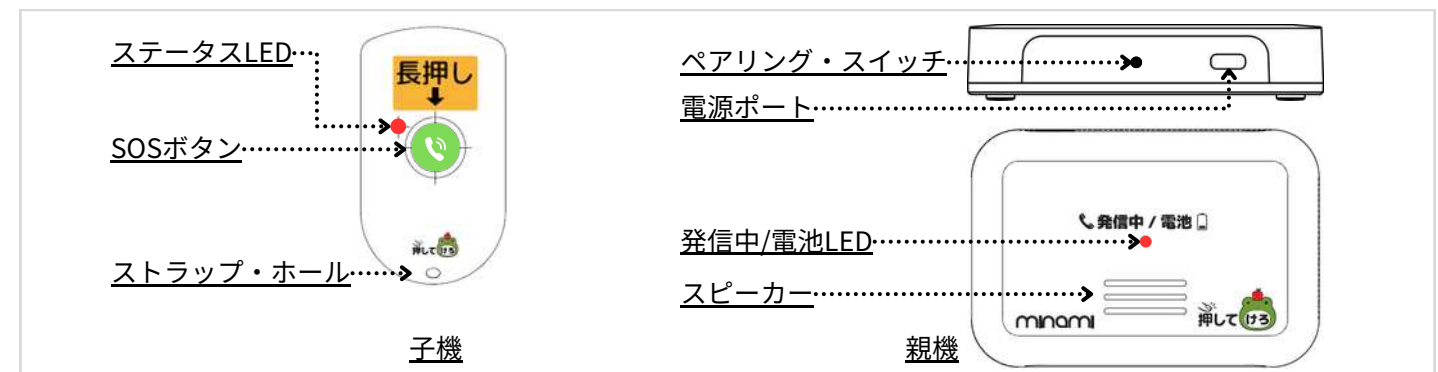 ステータスLED
長押し
SOSボタン
押して けろ
ストラップ・ホール
子機
ペアリング・スイッチ
電源ポート
発信中 / 電池
発信中/電池LED
スピーカー
minami
押して けろ
親機